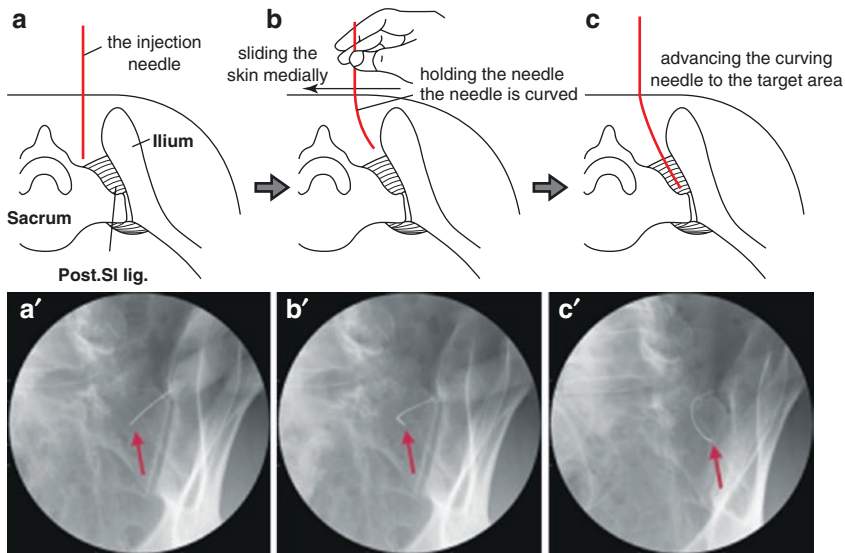 a
the injection
needle
Ilium
Sacrum
Post.SI lig.
b
sliding the
skin medially
holding the needle
the needle is curved
c
advancing the curving
needle to the target area
a′
b′
c′